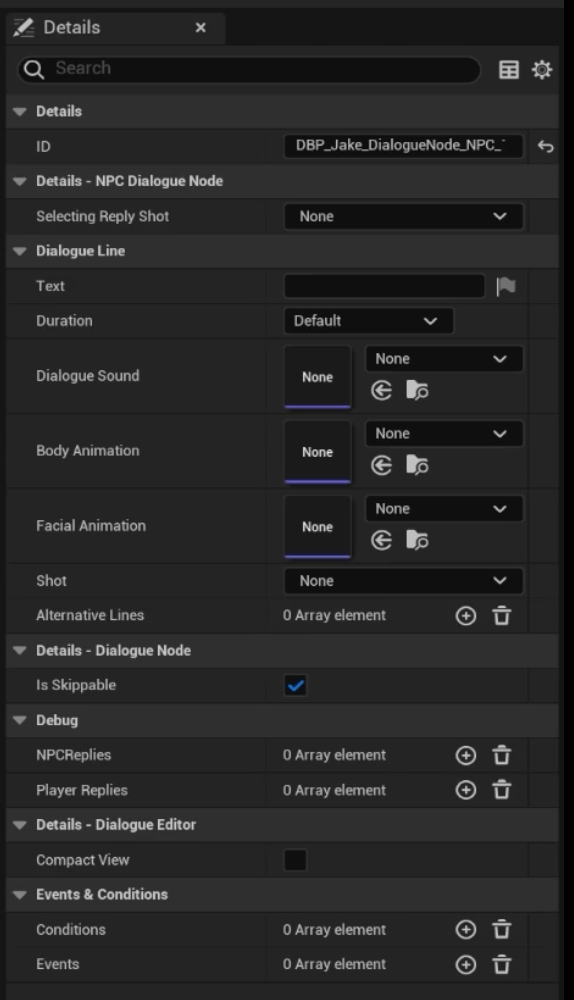 Details
Search
Details
ID DBP_Jake_DialogueNode_NPC_
Details - NPC Dialogue Node
Selecting Reply Shot None
Dialogue Line
Text
Duration Default
Dialogue Sound None None
Body Animation None None
Facial Animation None None
Shot None
Alternative Lines 0 Array element
Details - Dialogue Node
Is Skippable
Debug
NPCReplies 0 Array element
Player Replies 0 Array element
Details - Dialogue Editor
Compact View
Events & Conditions
Conditions 0 Array element
Events 0 Array element